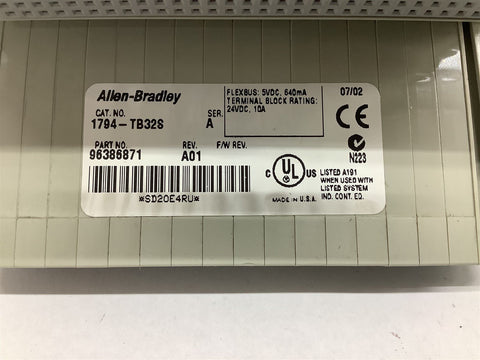 Allen-Bradley
CAT. NO. SER.
1794-TB32S A
PART NO. REV. F/W REV.
96386871 A01
*SD20E4RU*
FLEXBUS: 5VDC, 640mA
TERMINAL BLOCK RATING:
24VDC, 10A
07/02
CE
N223
C UL US LISTED A191
WHEN USED WITH
LISTED SYSTEM
IND. CONT. EQ.
MADE IN U.S.A.